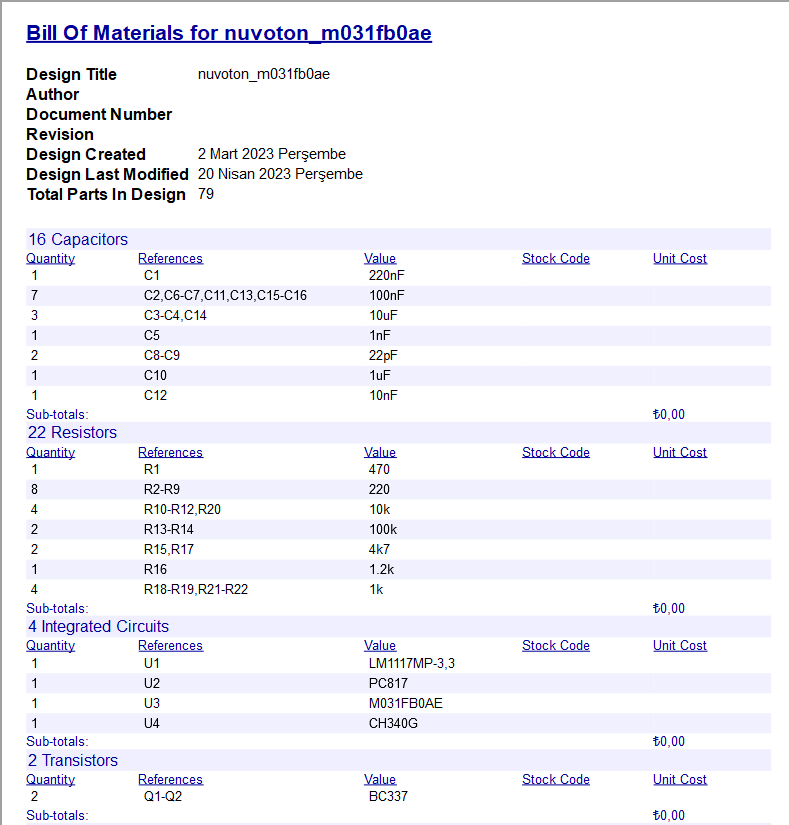 Bill Of Materials for nuvoton_m031fb0ae
Design Title nuvoton_m031fb0ae
Author
Document Number
Revision
Design Created 2 Mart 2023 Perşembe
Design Last Modified 20 Nisan 2023 Perşembe
Total Parts In Design 79
16 Capacitors
Quantity References Value Stock Code Unit Cost
1 C1 220nF
7 C2,C6-C7,C11,C13,C15-C16 100nF
3 C3-C4,C14 10uF
1 C5 1nF
2 C8-C9 22pF
1 C10 1uF
1 C12 10nF
Sub-totals: ₺0,00
22 Resistors
Quantity References Value Stock Code Unit Cost
1 R1 470
8 R2-R9 220
4 R10-R12,R20 10k
2 R13-R14 100k
2 R15,R17 4k7
1 R16 1.2k
4 R18-R19,R21-R22 1k
Sub-totals: ₺0,00
4 Integrated Circuits
Quantity References Value Stock Code Unit Cost
1 U1 LM1117MP-3,3
1 U2 PC817
1 U3 M031FB0AE
1 U4 CH340G
Sub-totals: ₺0,00
2 Transistors
Quantity References Value Stock Code Unit Cost
2 Q1-Q2 BC337
Sub-totals: ₺0,00